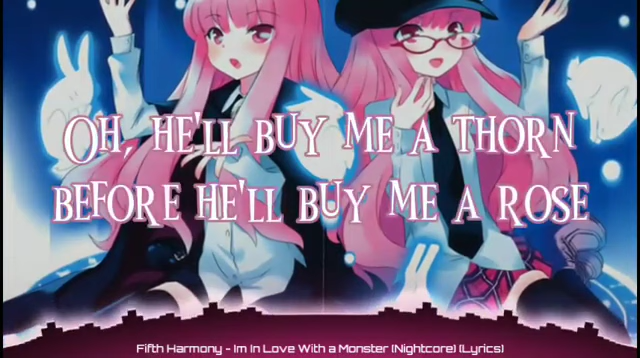 Oh, he'll buy me a thorn
before he'll buy me a rose
Fifth Harmony - Im In Love With a Monster (Nightcore) (Lyrics)